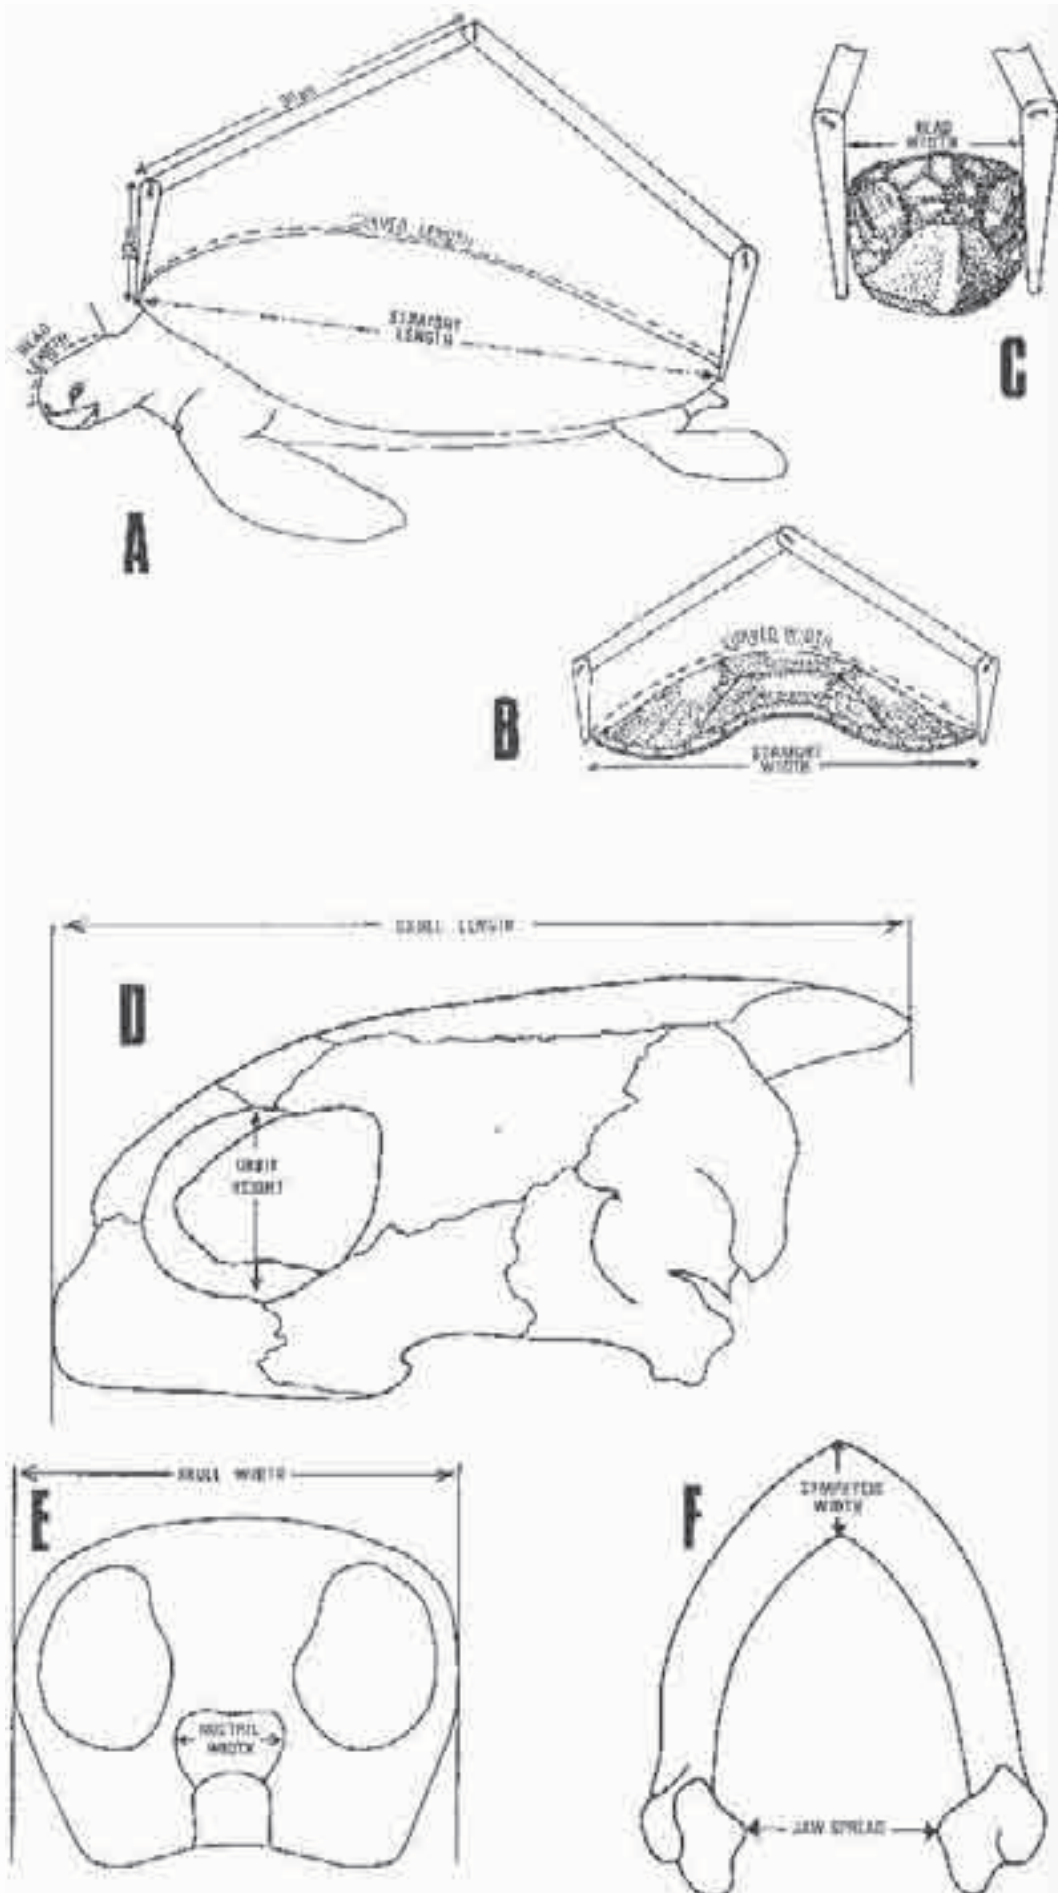 HEAD
LENGTH
CURVED LENGTH
STRAIGHT
LENGTH
A
HEAD
WIDTH
C
CURVED WIDTH
B
STRAIGHT
WIDTH
SKULL LENGTH
D
ORBIT
HEIGHT
SKULL WIDTH
E
NOSTRIL
WIDTH
F
SYMPHYSIS
WIDTH
JAW SPREAD